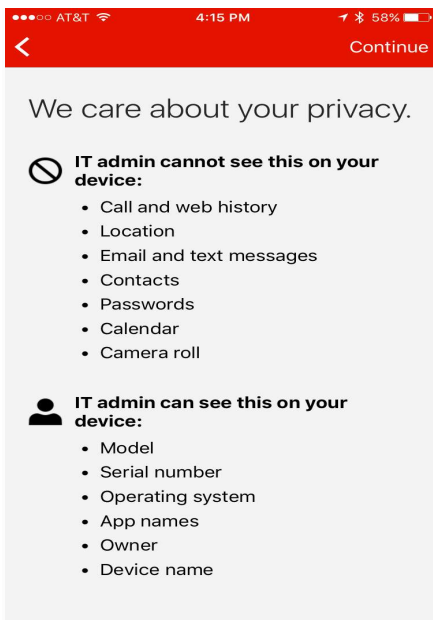 AT&T 4:15 PM 58%
Continue
We care about your privacy.
IT admin cannot see this on your
device:
• Call and web history
• Location
• Email and text messages
• Contacts
• Passwords
• Calendar
• Camera roll
IT admin can see this on your
device:
• Model
• Serial number
• Operating system
• App names
• Owner
• Device name